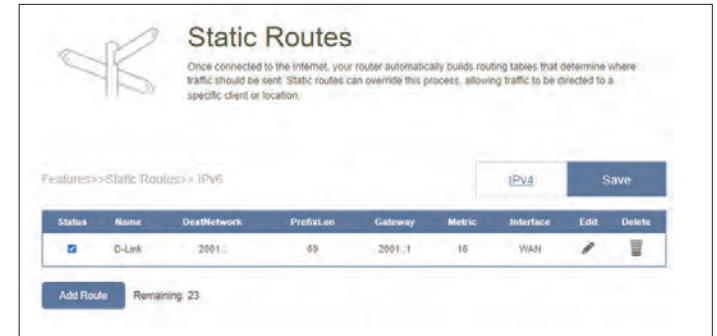 Static Routes
Once connected to the Internet, your router automatically builds routing tables that determine where
traffic should be sent. Static routes can override this process, allowing traffic to be directed to a
specific client or location.
Features>>Static Routes>> IPv6 IPv4 Save
Status Name DestNetwork PrefixLen Gateway Metric Interface Edit Delete
D-Link 2001:: 69 2001::1 16 WAN
Add Route Remaining: 23